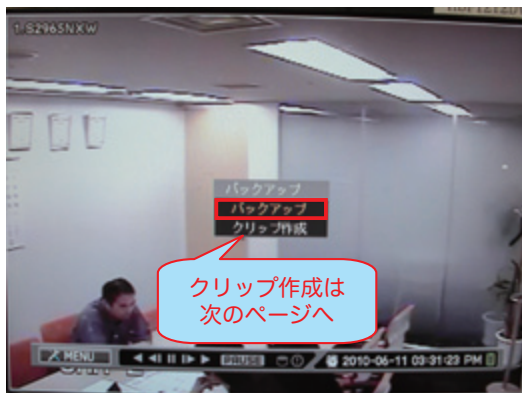 1:S2965NXW
バックアップ
バックアップ
クリップ作成
クリップ作成は
次のページへ
MENU
PAUSE
2010-06-11 03:31:23 PM